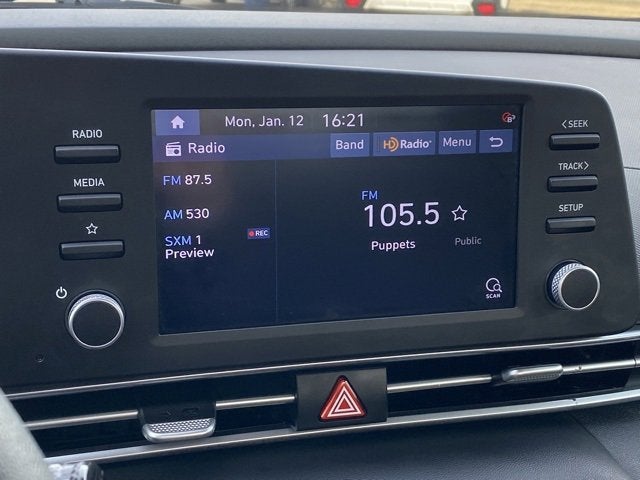 RADIO
MEDIA
Mon, Jan. 12 16:21
Radio
Band
HD Radio
Menu
FM 87.5
AM 530
SXM 1
REC
Preview
FM
105.5
Puppets
Public
SCAN
< SEEK
TRACK >
SETUP